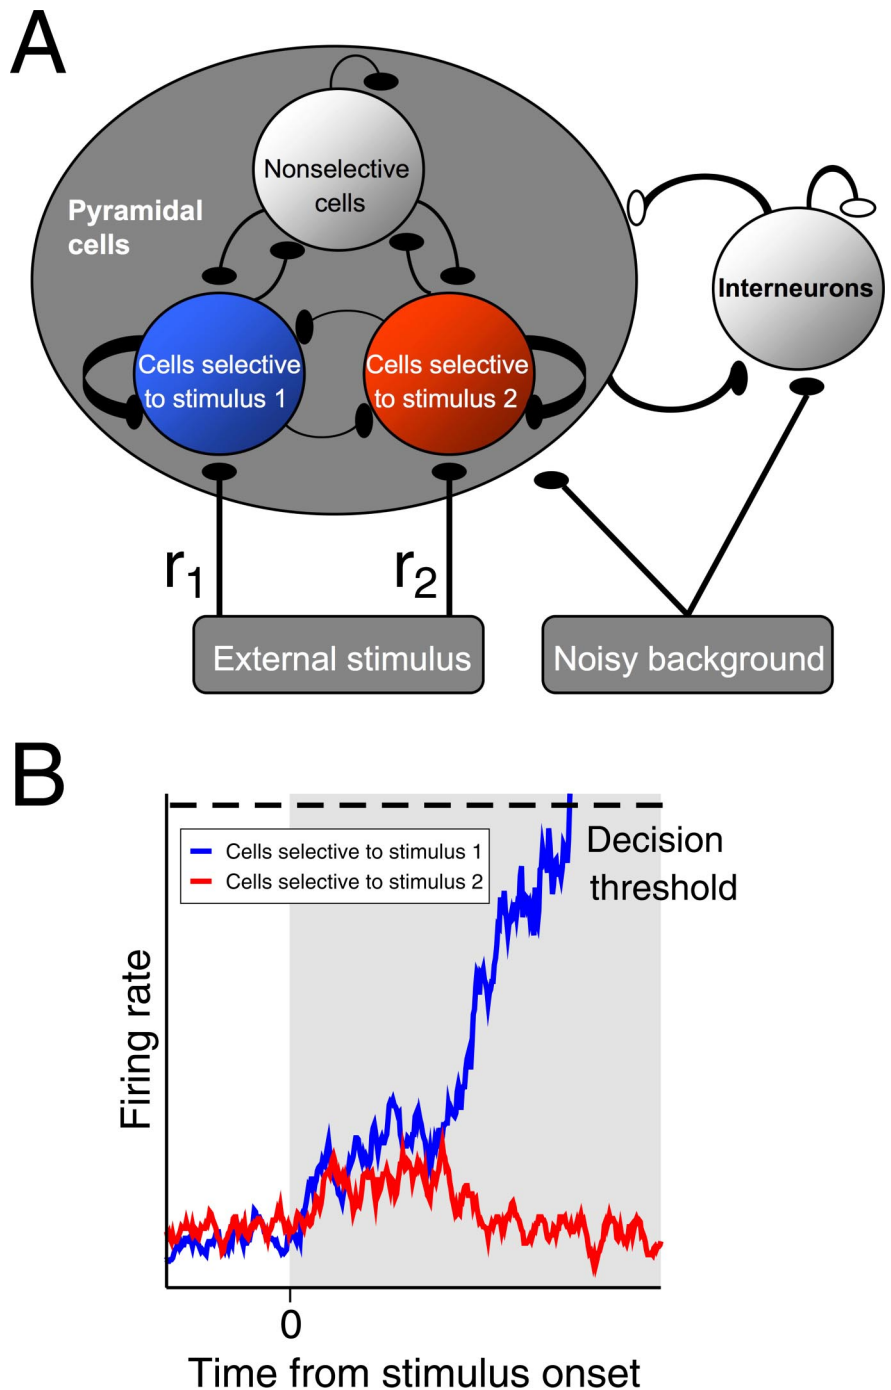 A
Nonselective
cells
Pyramidal
cells
Interneurons
Cells selective
to stimulus 1
Cells selective
to stimulus 2
r1
r2
External stimulus
Noisy background
B
Cells selective to stimulus 1
Cells selective to stimulus 2
Decision
threshold
Firing rate
0
Time from stimulus onset